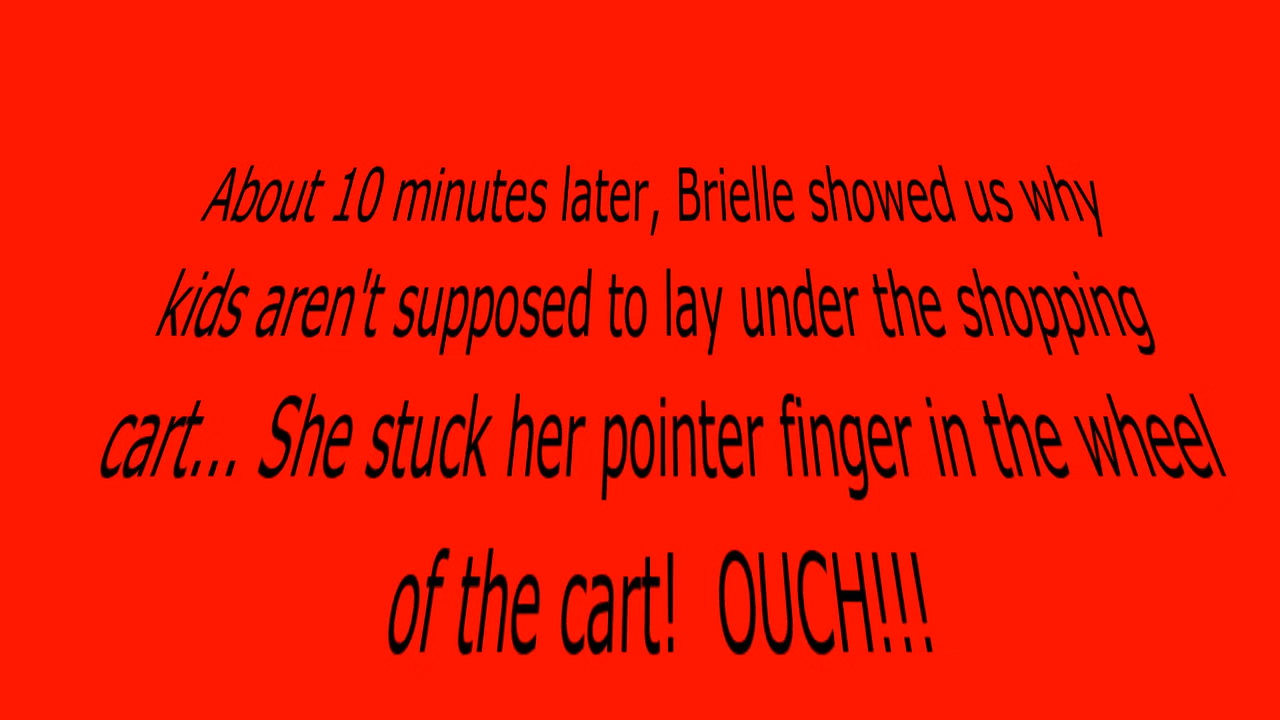 About 10 minutes later, Brielle showed us why
kids aren't supposed to lay under the shopping
cart... She stuck her pointer finger in the wheel
of the cart!  OUCH!!!